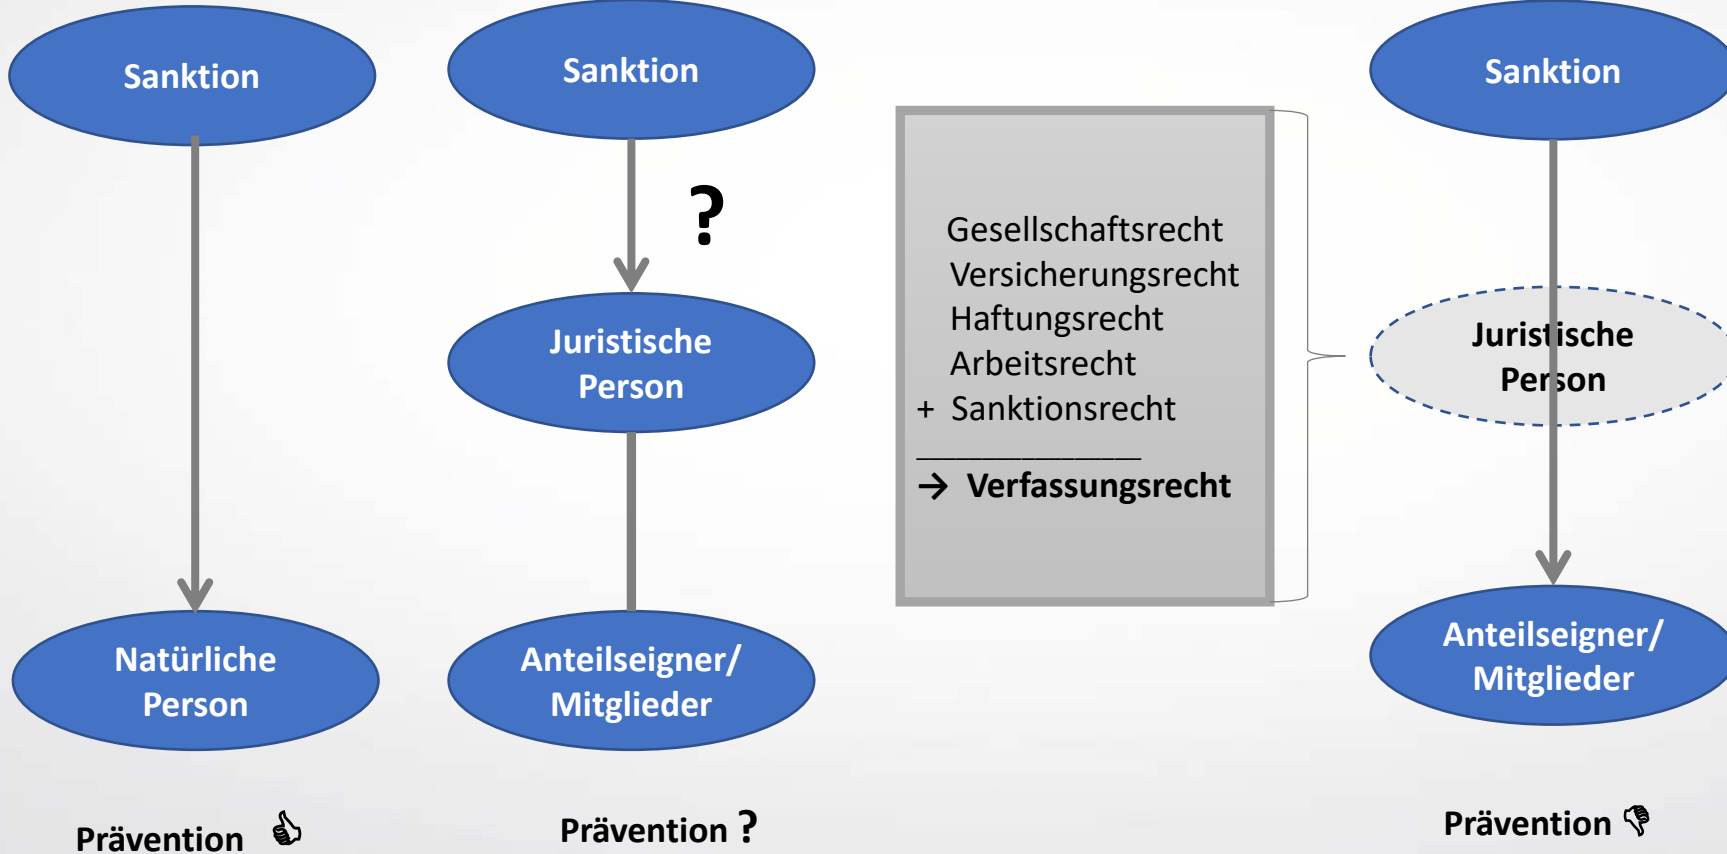 Sanktion
Natürliche
Person
Prävention 👍
Sanktion
?
Juristische
Person
Anteilseigner/
Mitglieder
Prävention ?
Gesellschaftsrecht
Versicherungsrecht
Haftungsrecht
Arbeitsrecht
+ Sanktionsrecht
_________________
→ Verfassungsrecht
Sanktion
Juristische
Person
Anteilseigner/
Mitglieder
Prävention 👎